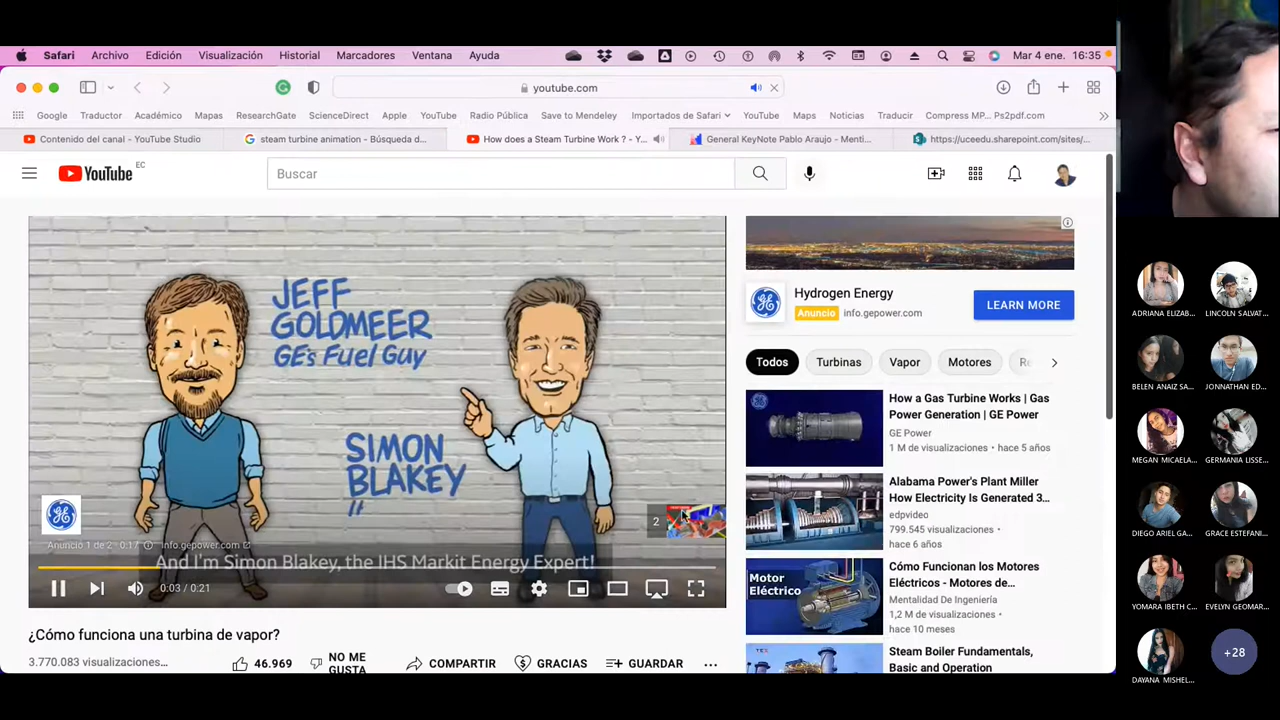 Safari Archivo Edición Visualización Historial Marcadores Ventana Ayuda Mar 4 ene. 16:35
youtube.com
Google Traductor Académico Mapas ResearchGate ScienceDirect Apple YouTube Radio Pública Save to Mendeley Importados de Safari YouTube Maps Noticias Traducir Compress MP... Ps2pdf.com
Contenido del canal - YouTube Studio
steam turbine animation - Búsqueda d...
How does a Steam Turbine Work ? - Y...
General KeyNote Pablo Araujo - Menti...
https://uceedu.sharepoint.com/sites/...
YouTube EC
Buscar
JEFF
GOLDMEER
GE's Fuel Guy
SIMON
BLAKEY
2
Anuncio 1 de 2 · 0:17 info.gepower.com
And I'm Simon Blakey, the IHS Markit Energy Expert!
0:03 / 0:21
¿Cómo funciona una turbina de vapor?
3.770.083 visualizaciones...
46.969
NO ME
GUSTA
COMPARTIR
GRACIAS
GUARDAR
Hydrogen Energy
Anuncio info.gepower.com
LEARN MORE
Todos Turbinas Vapor Motores Re
How a Gas Turbine Works | Gas
Power Generation | GE Power
GE Power
1 M de visualizaciones • hace 5 años
Alabama Power's Plant Miller
How Electricity Is Generated 3...
edpvideo
799.545 visualizaciones •
hace 6 años
Motor
Eléctrico
Cómo Funcionan los Motores
Eléctricos - Motores de...
Mentalidad De Ingeniería
1,2 M de visualizaciones •
hace 10 meses
TEX
Steam Boiler Fundamentals,
Basic and Operation
ADRIANA ELIZAB...
LINCOLN SALVAT...
BELEN ANAIZ SA...
JONNATHAN ED...
MEGAN MICAELA...
GERMANIA LISSE...
DIEGO ARIEL GA...
GRACE ESTEFANI...
YOMARA IBETH C...
EVELYN GEOMAR...
DAYANA MISHEL...
+28